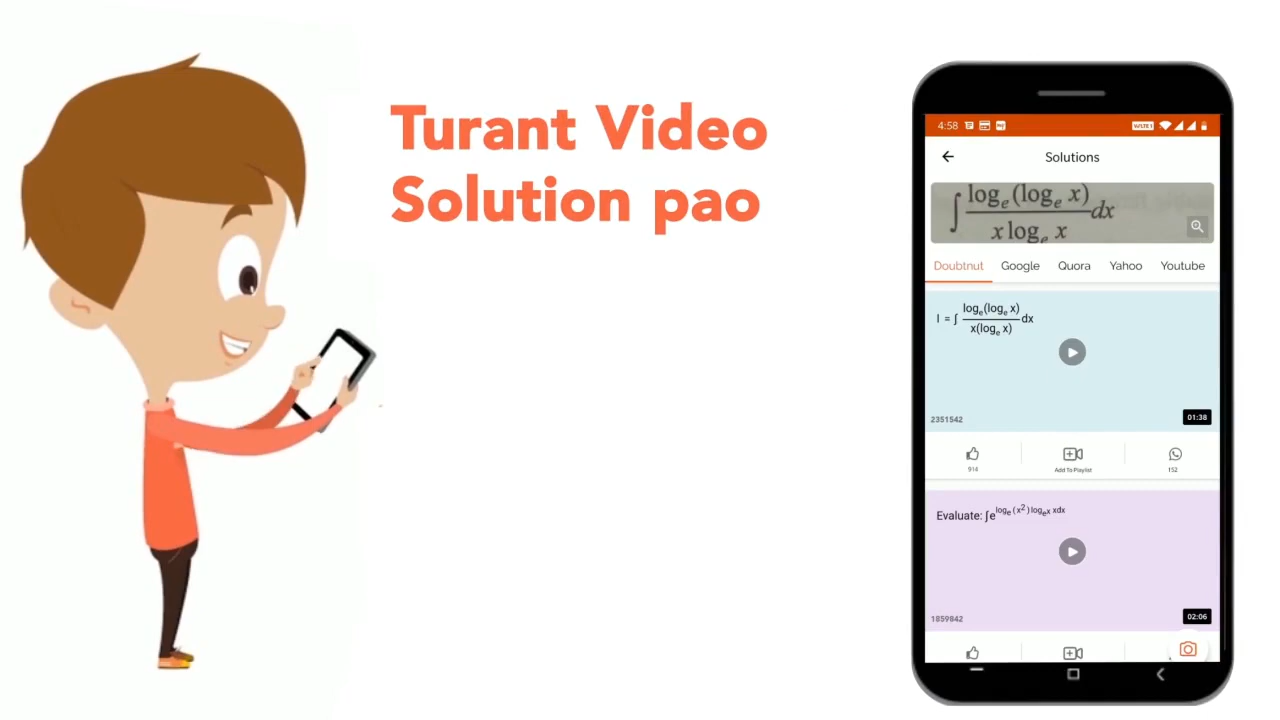 Turant Video
Solution pao
4:58
VoLTE
Solutions
∫ logₑ(logₑ x) / x logₑ x dx
Doubtnut Google Quora Yahoo Youtube
I = ∫ logₑ(logₑ x) / x(logₑ x) dx
2351542
01:38
914
Add To Playlist
152
Evaluate: ∫e^logₑ(x²)logₑx xdx
1859842
02:06